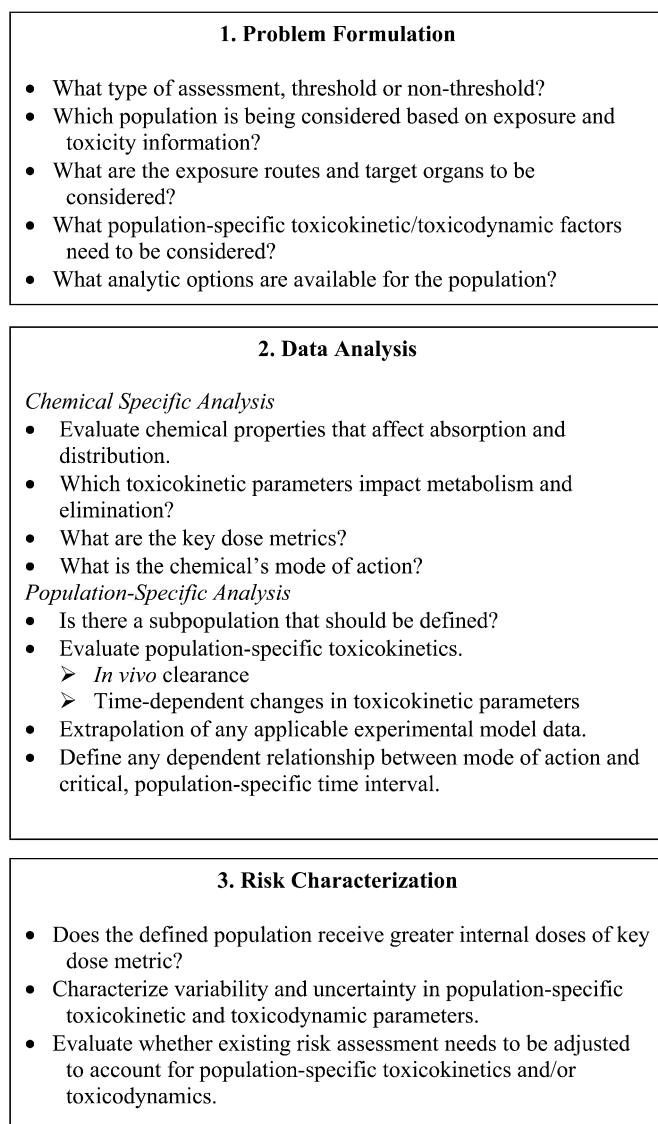 1. Problem Formulation
• What type of assessment, threshold or non-threshold?
• Which population is being considered based on exposure and
toxicity information?
• What are the exposure routes and target organs to be
considered?
• What population-specific toxicokinetic/toxicodynamic factors
need to be considered?
• What analytic options are available for the population?
2. Data Analysis
Chemical Specific Analysis
• Evaluate chemical properties that affect absorption and
distribution.
• Which toxicokinetic parameters impact metabolism and
elimination?
• What are the key dose metrics?
• What is the chemical’s mode of action?
Population-Specific Analysis
• Is there a subpopulation that should be defined?
• Evaluate population-specific toxicokinetics.
➢ In vivo clearance
➢ Time-dependent changes in toxicokinetic parameters
• Extrapolation of any applicable experimental model data.
• Define any dependent relationship between mode of action and
critical, population-specific time interval.
3. Risk Characterization
• Does the defined population receive greater internal doses of key
dose metric?
• Characterize variability and uncertainty in population-specific
toxicokinetic and toxicodynamic parameters.
• Evaluate whether existing risk assessment needs to be adjusted
to account for population-specific toxicokinetics and/or
toxicodynamics.